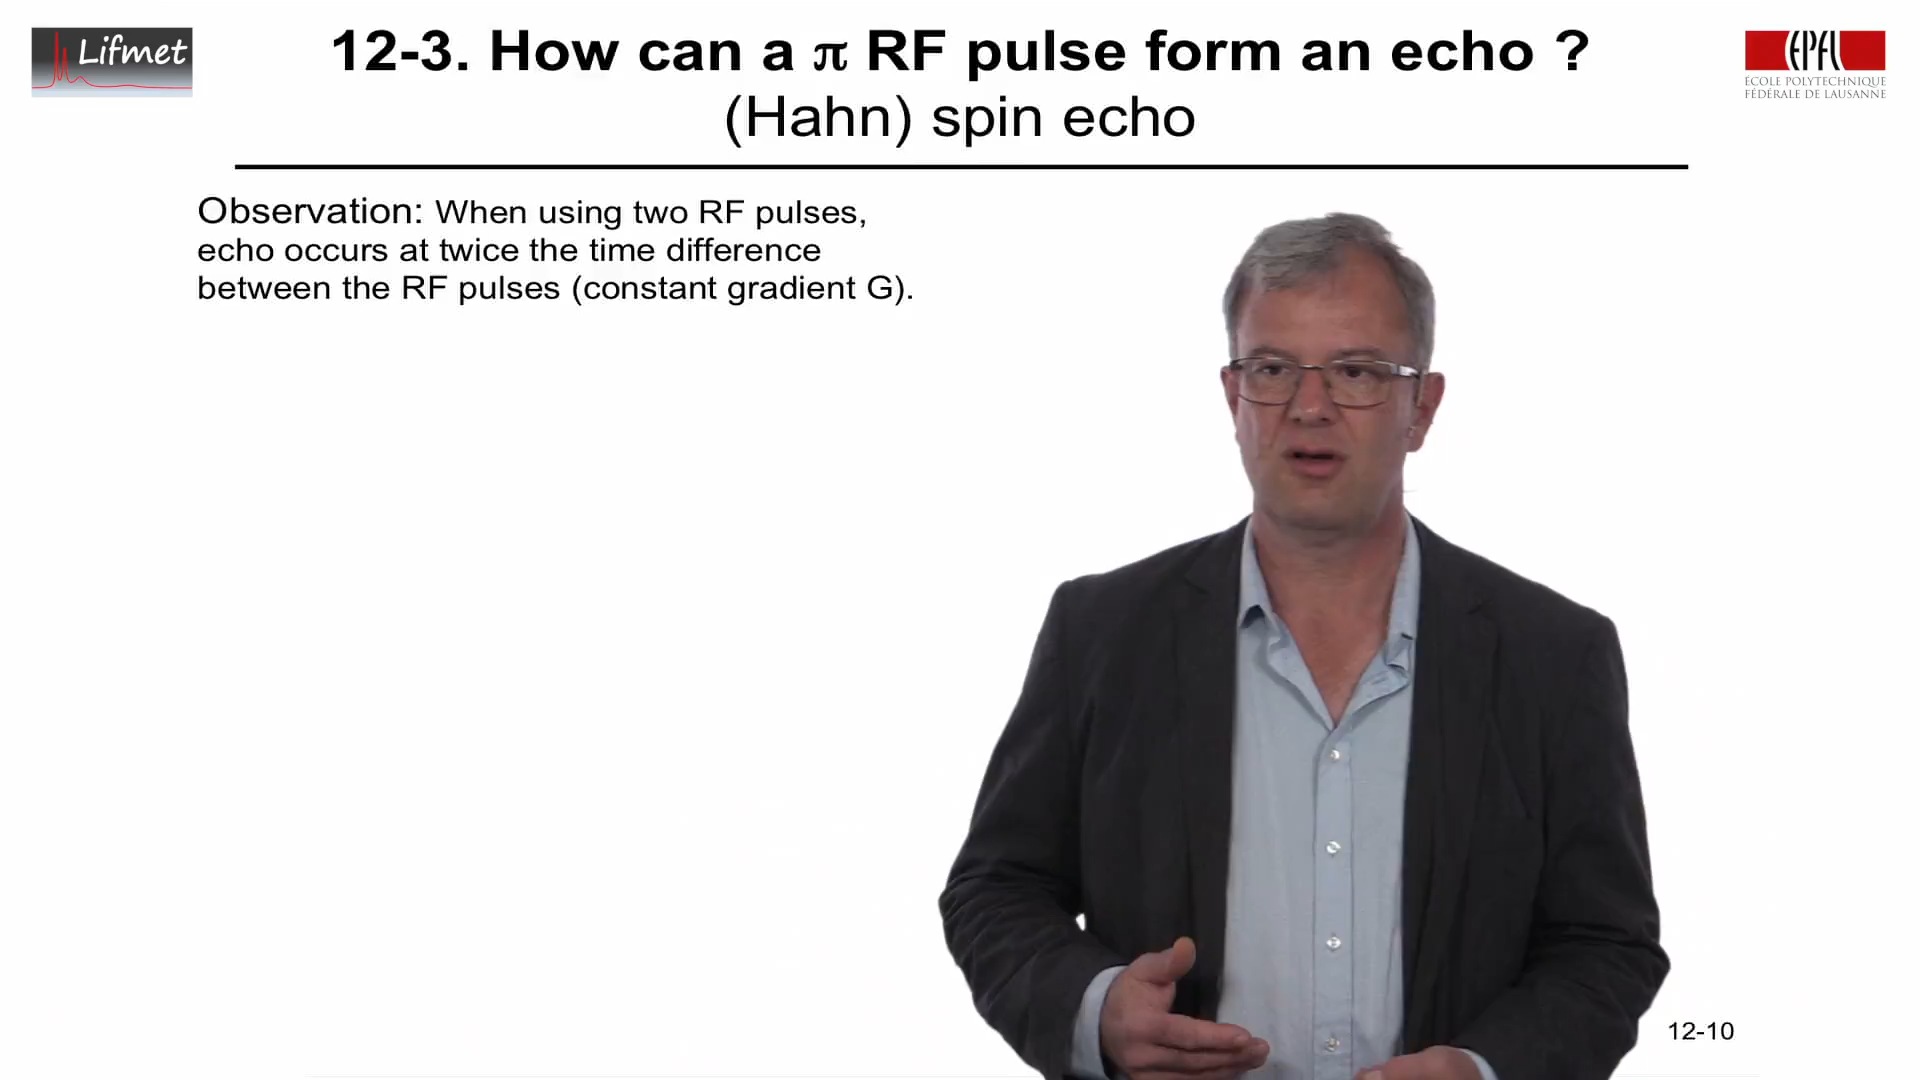 Lifmet
12-3. How can a π RF pulse form an echo ?
(Hahn) spin echo
EPFL
ECOLE POLYTECHNIQUE
FÉDÉRALE DE LAUSANNE
Observation: When using two RF pulses,
echo occurs at twice the time difference
between the RF pulses (constant gradient G).
12-10